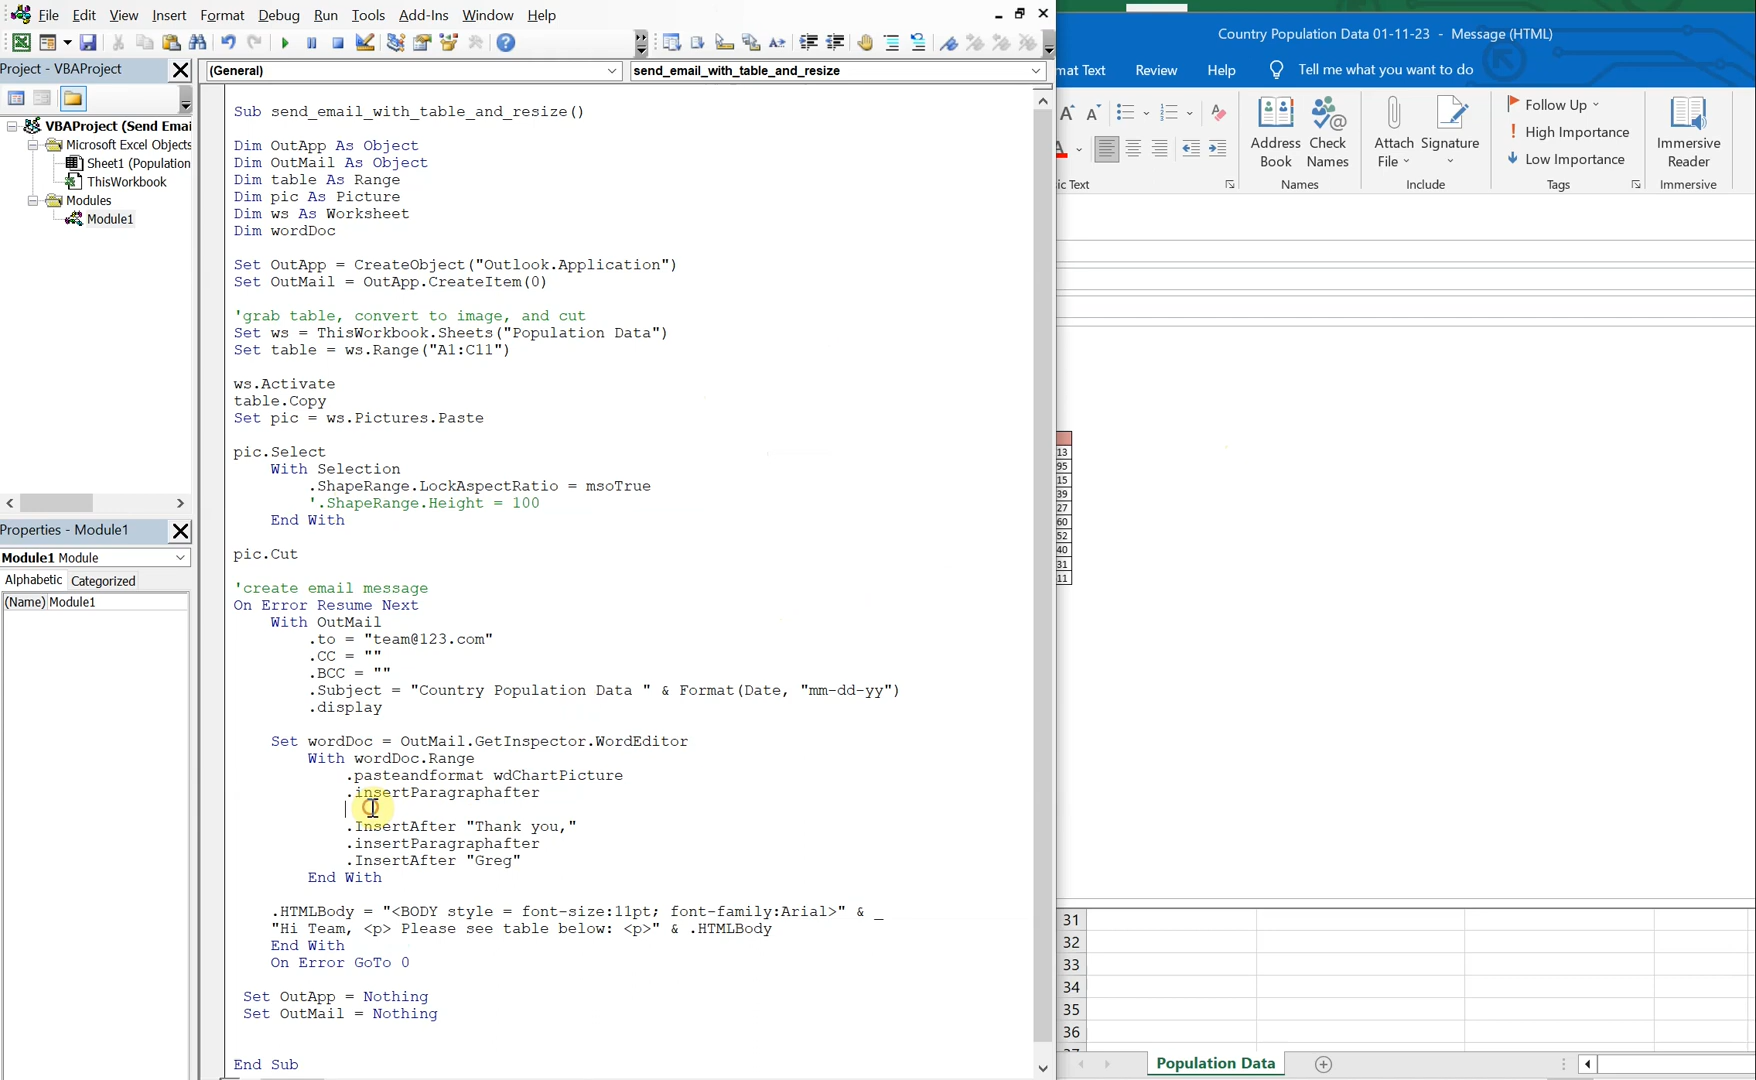 File Edit View Insert Format Debug Run Tools Add-Ins Window Help
Country Population Data 01-11-23 - Message (HTML)
Project - VBAProject
(General)
send_email_with_table_and_resize
mat Text Review Help Tell me what you want to do
VBAProject (Send Emai
Microsoft Excel Objects
Sheet1 (Population
ThisWorkbook
Modules
Module1
Properties - Module1
Module1 Module
Alphabetic Categorized
(Name) Module1
Sub send_email_with_table_and_resize()
Dim OutApp As Object
Dim OutMail As Object
Dim table As Range
Dim pic As Picture
Dim ws As Worksheet
Dim wordDoc
Set OutApp = CreateObject("Outlook.Application")
Set OutMail = OutApp.CreateItem(0)
'grab table, convert to image, and cut
Set ws = ThisWorkbook.Sheets("Population Data")
Set table = ws.Range("A1:C11")
ws.Activate
table.Copy
Set pic = ws.Pictures.Paste
pic.Select
With Selection
.ShapeRange.LockAspectRatio = msoTrue
'.ShapeRange.Height = 100
End With
pic.Cut
'create email message
On Error Resume Next
With OutMail
.to = "team@123.com"
.CC = ""
.BCC = ""
.Subject = "Country Population Data " & Format(Date, "mm-dd-yy")
.display
Set wordDoc = OutMail.GetInspector.WordEditor
With wordDoc.Range
.pasteandformat wdChartPicture
.insertParagraphafter
.InsertAfter "Thank you,"
.insertParagraphafter
.InsertAfter "Greg"
End With
.HTMLBody = "<BODY style = font-size:11pt; font-family:Arial>" & _
"Hi Team, <p> Please see table below: <p>" & .HTMLBody
End With
On Error GoTo 0
Set OutApp = Nothing
Set OutMail = Nothing
End Sub
A
ic Text
Address
Book
Check
Names
Names
Attach
File
Signature
Include
Follow Up
High Importance
Low Importance
Tags
Immersive
Reader
Immersive
13
95
15
39
27
60
52
40
31
11
31
32
33
34
35
36
Population Data